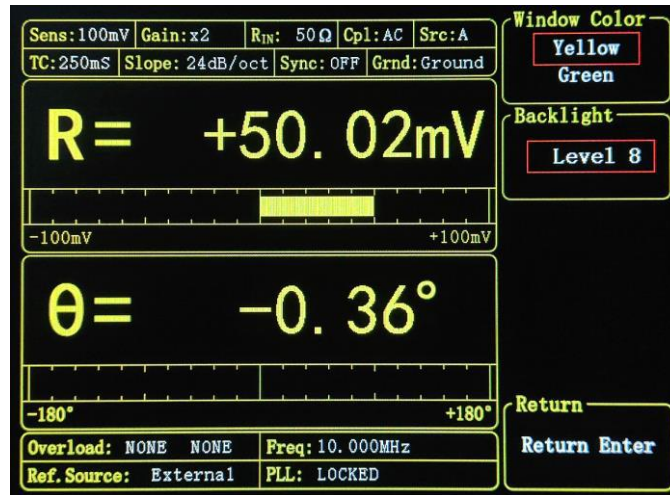 Sens:100mV Gain:x2 RIN: 50Ω Cpl:AC Src:A
TC:250mS Slope: 24dB/oct Sync: OFF Grnd:Ground
R= +50.02mV
-100mV +100mV
θ= -0.36°
-180° +180°
Overload: NONE NONE Freq:10.000MHz
Ref.Source: External PLL: LOCKED
Window Color
Yellow
Green
Backlight
Level 8
Return
Return Enter